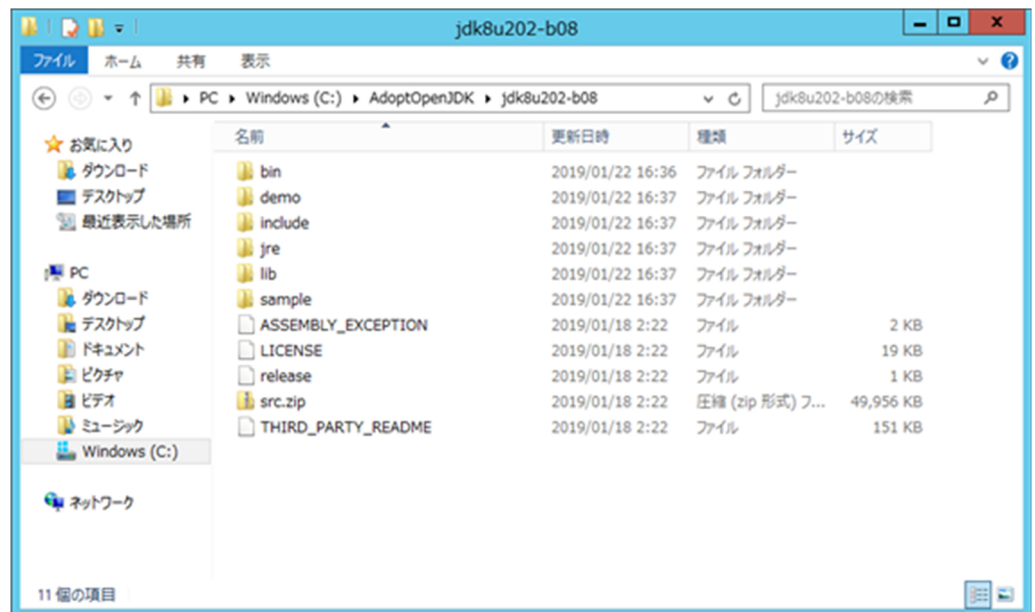 jdk8u202-b08
ファイル ホーム 共有 表示
PC Windows (C:) AdoptOpenJDK jdk8u202-b08 jdk8u202-b08の検索
お気に入り
ダウンロード
デスクトップ
最近表示した場所
PC
ダウンロード
デスクトップ
ドキュメント
ピクチャ
ビデオ
ミュージック
Windows (C:)
ネットワーク
名前 更新日時 種類 サイズ
bin 2019/01/22 16:36 ファイル フォルダー
demo 2019/01/22 16:37 ファイル フォルダー
include 2019/01/22 16:37 ファイル フォルダー
jre 2019/01/22 16:37 ファイル フォルダー
lib 2019/01/22 16:37 ファイル フォルダー
sample 2019/01/22 16:37 ファイル フォルダー
ASSEMBLY_EXCEPTION 2019/01/18 2:22 ファイル 2 KB
LICENSE 2019/01/18 2:22 ファイル 19 KB
release 2019/01/18 2:22 ファイル 1 KB
src.zip 2019/01/18 2:22 圧縮 (zip 形式) フ... 49,956 KB
THIRD_PARTY_README 2019/01/18 2:22 ファイル 151 KB
11 個の項目